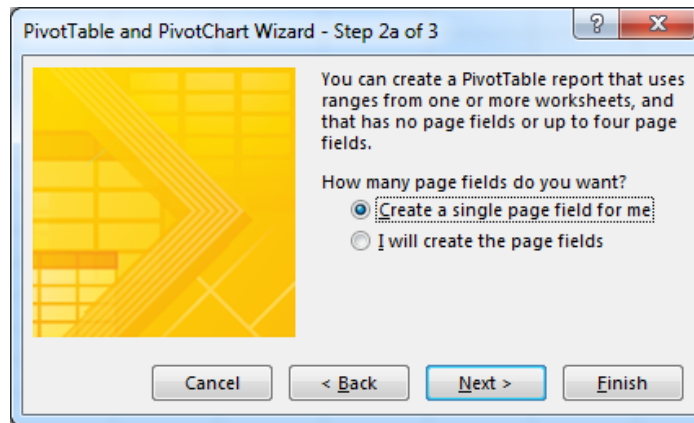 PivotTable and PivotChart Wizard - Step 2a of 3
?
X
You can create a PivotTable report that uses
ranges from one or more worksheets, and
that has no page fields or up to four page
fields.
How many page fields do you want?
Create a single page field for me
I will create the page fields
Cancel
< Back
Next >
Finish